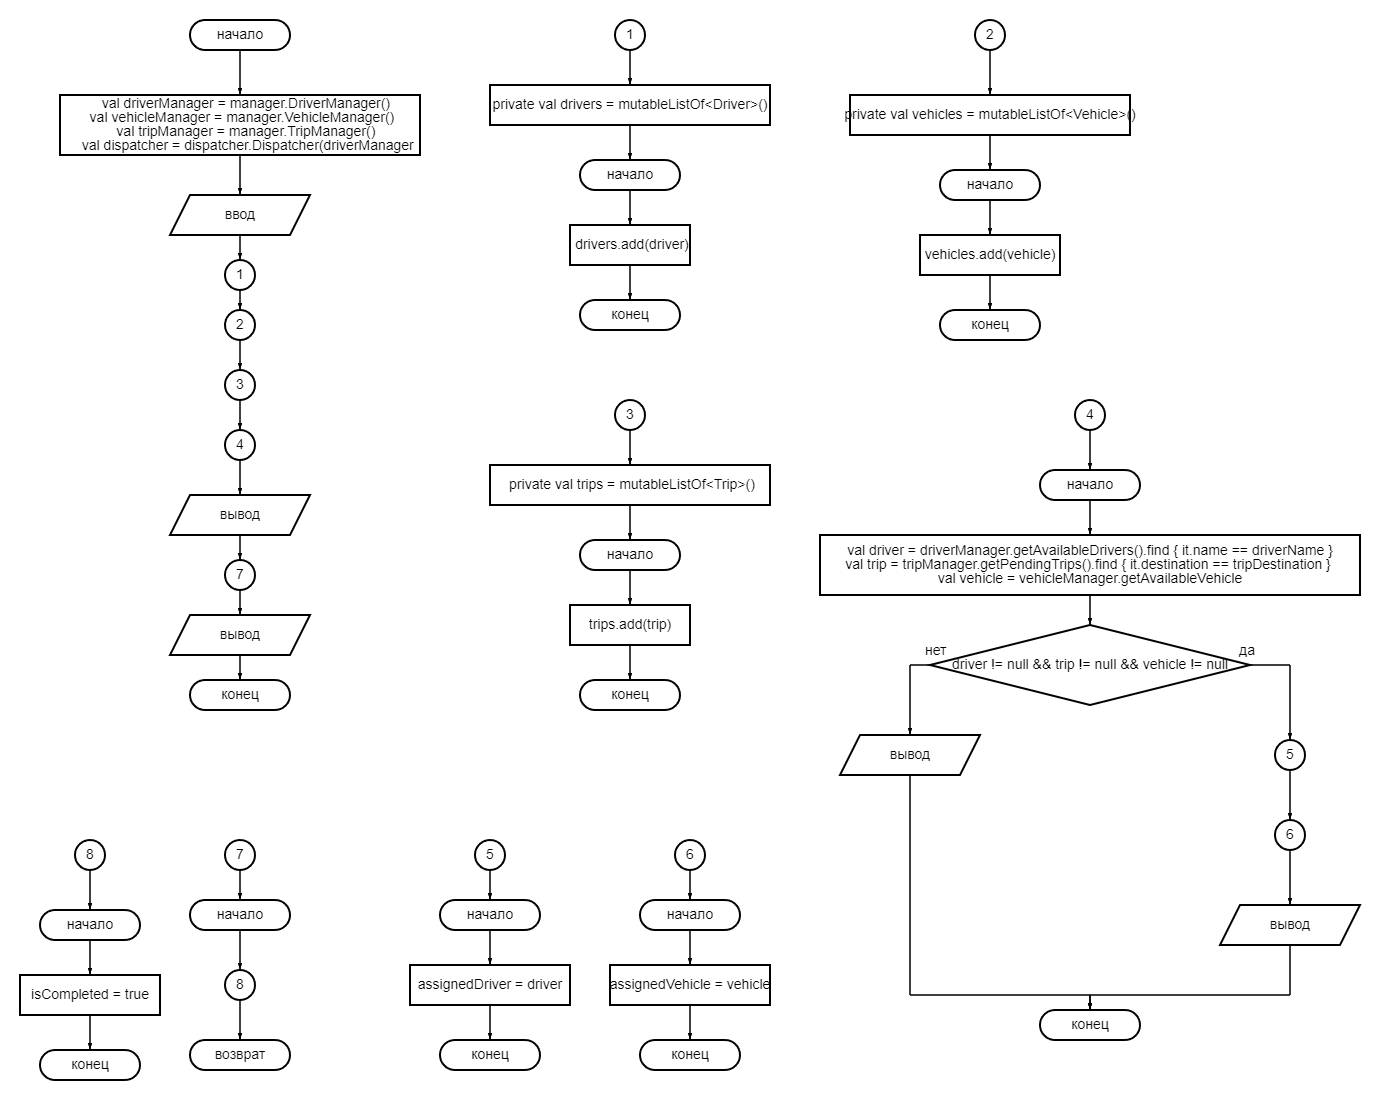 начало
val driverManager = manager.DriverManager()
val vehicleManager = manager.VehicleManager()
val tripManager = manager.TripManager()
val dispatcher = dispatcher.Dispatcher(driverManager
ввод
1
2
3
4
вывод
7
вывод
конец
1
private val drivers = mutableListOf<Driver>()
начало
drivers.add(driver)
конец
2
private val vehicles = mutableListOf<Vehicle>()
начало
vehicles.add(vehicle)
конец
3
private val trips = mutableListOf<Trip>()
начало
trips.add(trip)
конец
4
начало
val driver = driverManager.getAvailableDrivers().find { it.name == driverName }
val trip = tripManager.getPendingTrips().find { it.destination == tripDestination }
val vehicle = vehicleManager.getAvailableVehicle
нет
driver != null && trip != null && vehicle != null
да
вывод
5
6
вывод
конец
8
начало
isCompleted = true
конец
7
начало
8
возврат
5
начало
assignedDriver = driver
конец
6
начало
assignedVehicle = vehicle
конец